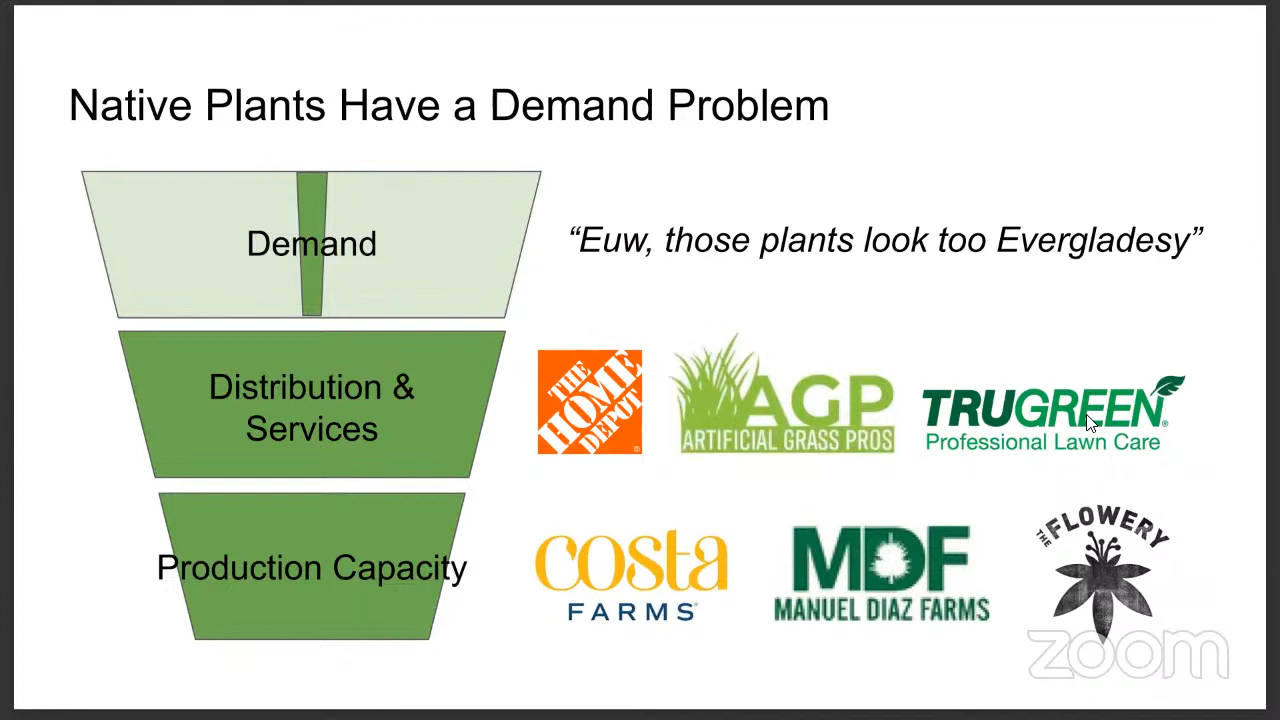 Native Plants Have a Demand Problem
Demand
“Euw, those plants look too Evergladesy”
Distribution &
Services
THE
HOME
DEPOT
®
AGP
ARTIFICIAL GRASS PROS
TRUGREEN®
Professional Lawn Care
Production Capacity
costa
FARMS®
MDF
MANUEL DIAZ FARMS
THE FLOWERY
zoom